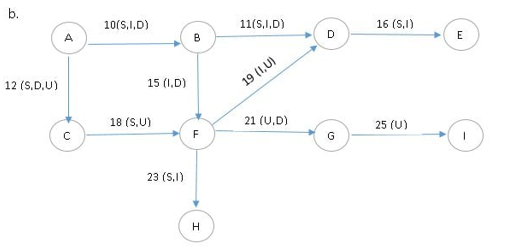 b.
10(S,I,D)
11(S,I,D)
16 (S,I)
A
B
D
E
12 (S,D,U)
15 (I,D)
19 (I,U)
18 (S,U)
21 (U,D)
25 (U)
C
F
G
I
23 (S,I)
H